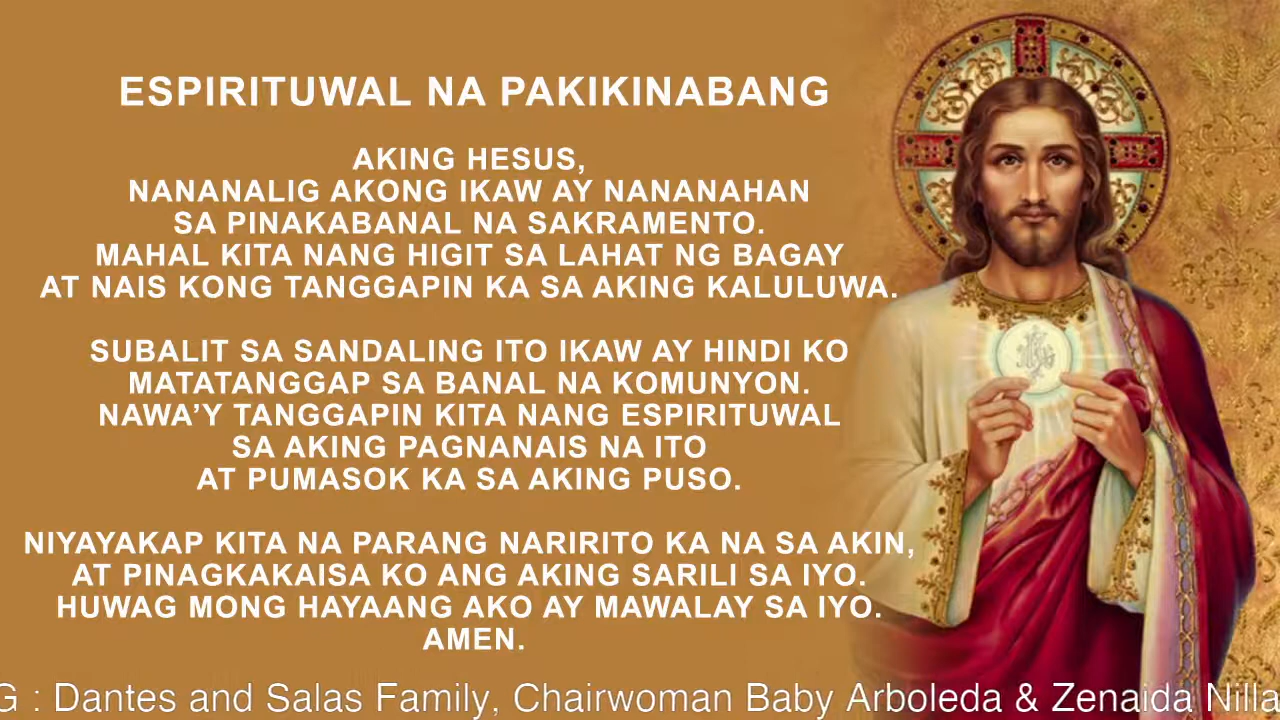 ESPIRITUWAL NA PAKIKINABANG
AKING HESUS,
NANANALIG AKONG IKAW AY NANANAHAN
SA PINAKABANAL NA SAKRAMENTO.
MAHAL KITA NANG HIGIT SA LAHAT NG BAGAY
AT NAIS KONG TANGGAPIN KA SA AKING KALULUWA.
SUBALIT SA SANDALING ITO IKAW AY HINDI KO
MATATANGGAP SA BANAL NA KOMUNYON.
NAWA’Y TANGGAPIN KITA NANG ESPIRITUWAL
SA AKING PAGNANAIS NA ITO
AT PUMASOK KA SA AKING PUSO.
NIYAYAKAP KITA NA PARANG NARIRITO KA NA SA AKIN,
AT PINAGKAKAISA KO ANG AKING SARILI SA IYO.
HUWAG MONG HAYAANG AKO AY MAWALAY SA IYO.
AMEN.
G : Dantes and Salas Family, Chairwoman Baby Arboleda & Zenaida Nilla